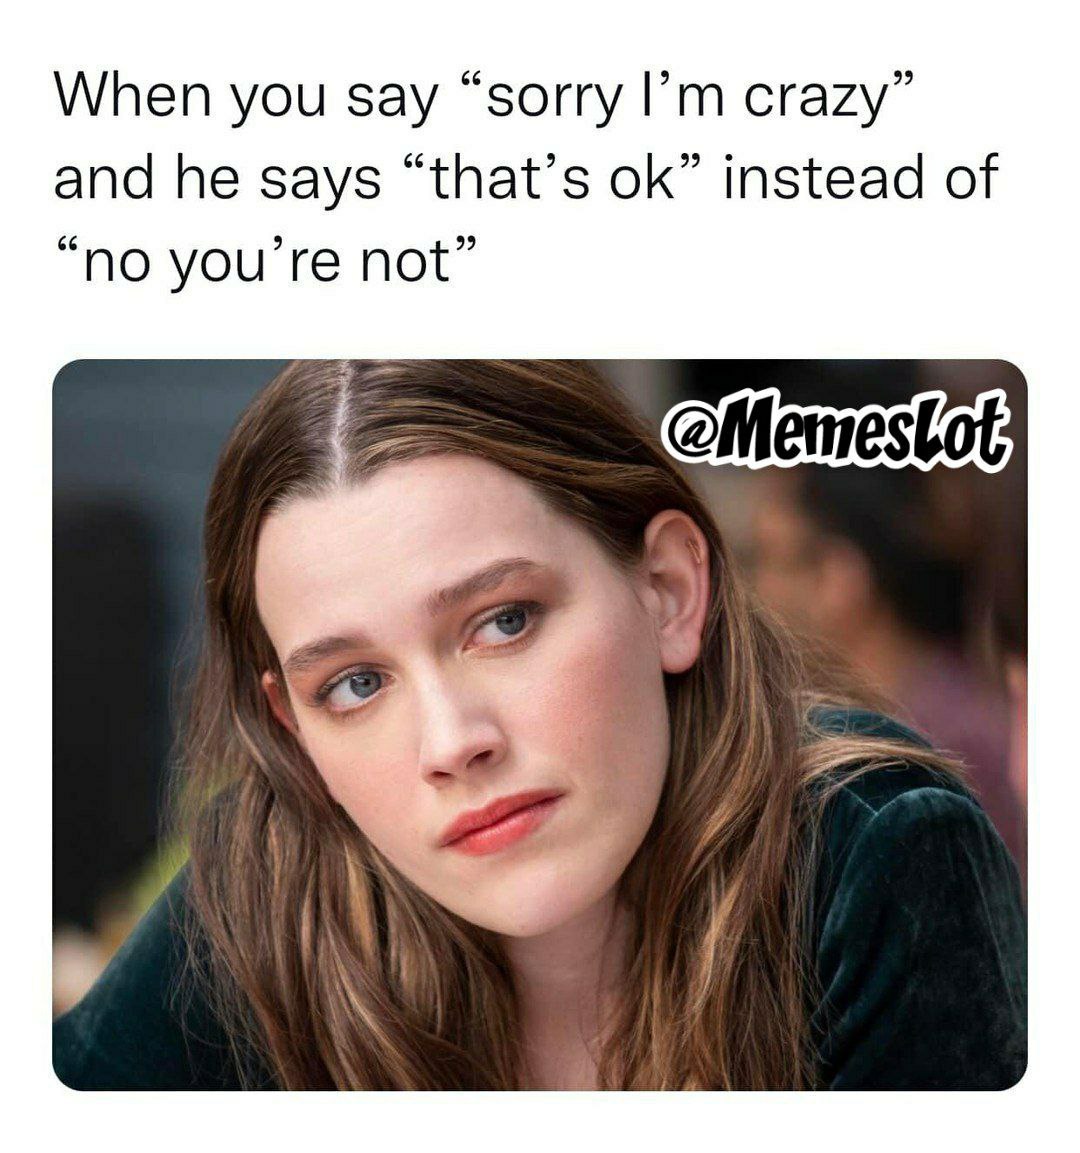 When you say “sorry I’m crazy”
and he says “that’s ok” instead of
“no you’re not”
@MemesLot